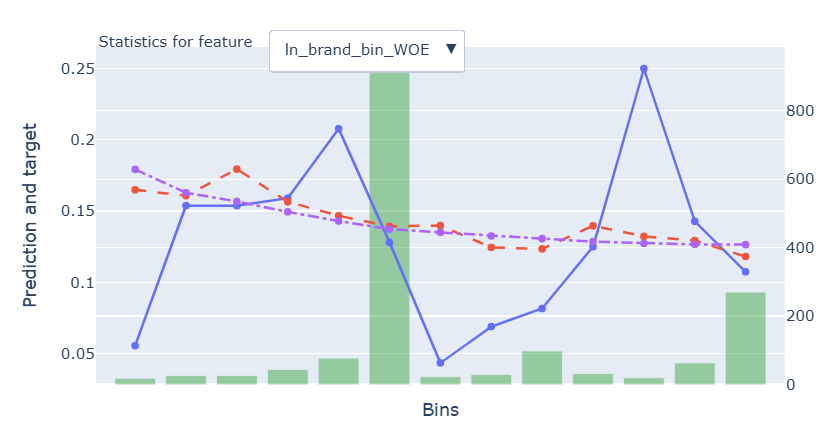 Statistics for feature
ln_brand_bin_WOE ▼
0.25
0.2
0.15
0.1
0.05
800
600
400
200
0
Prediction and target
Bins